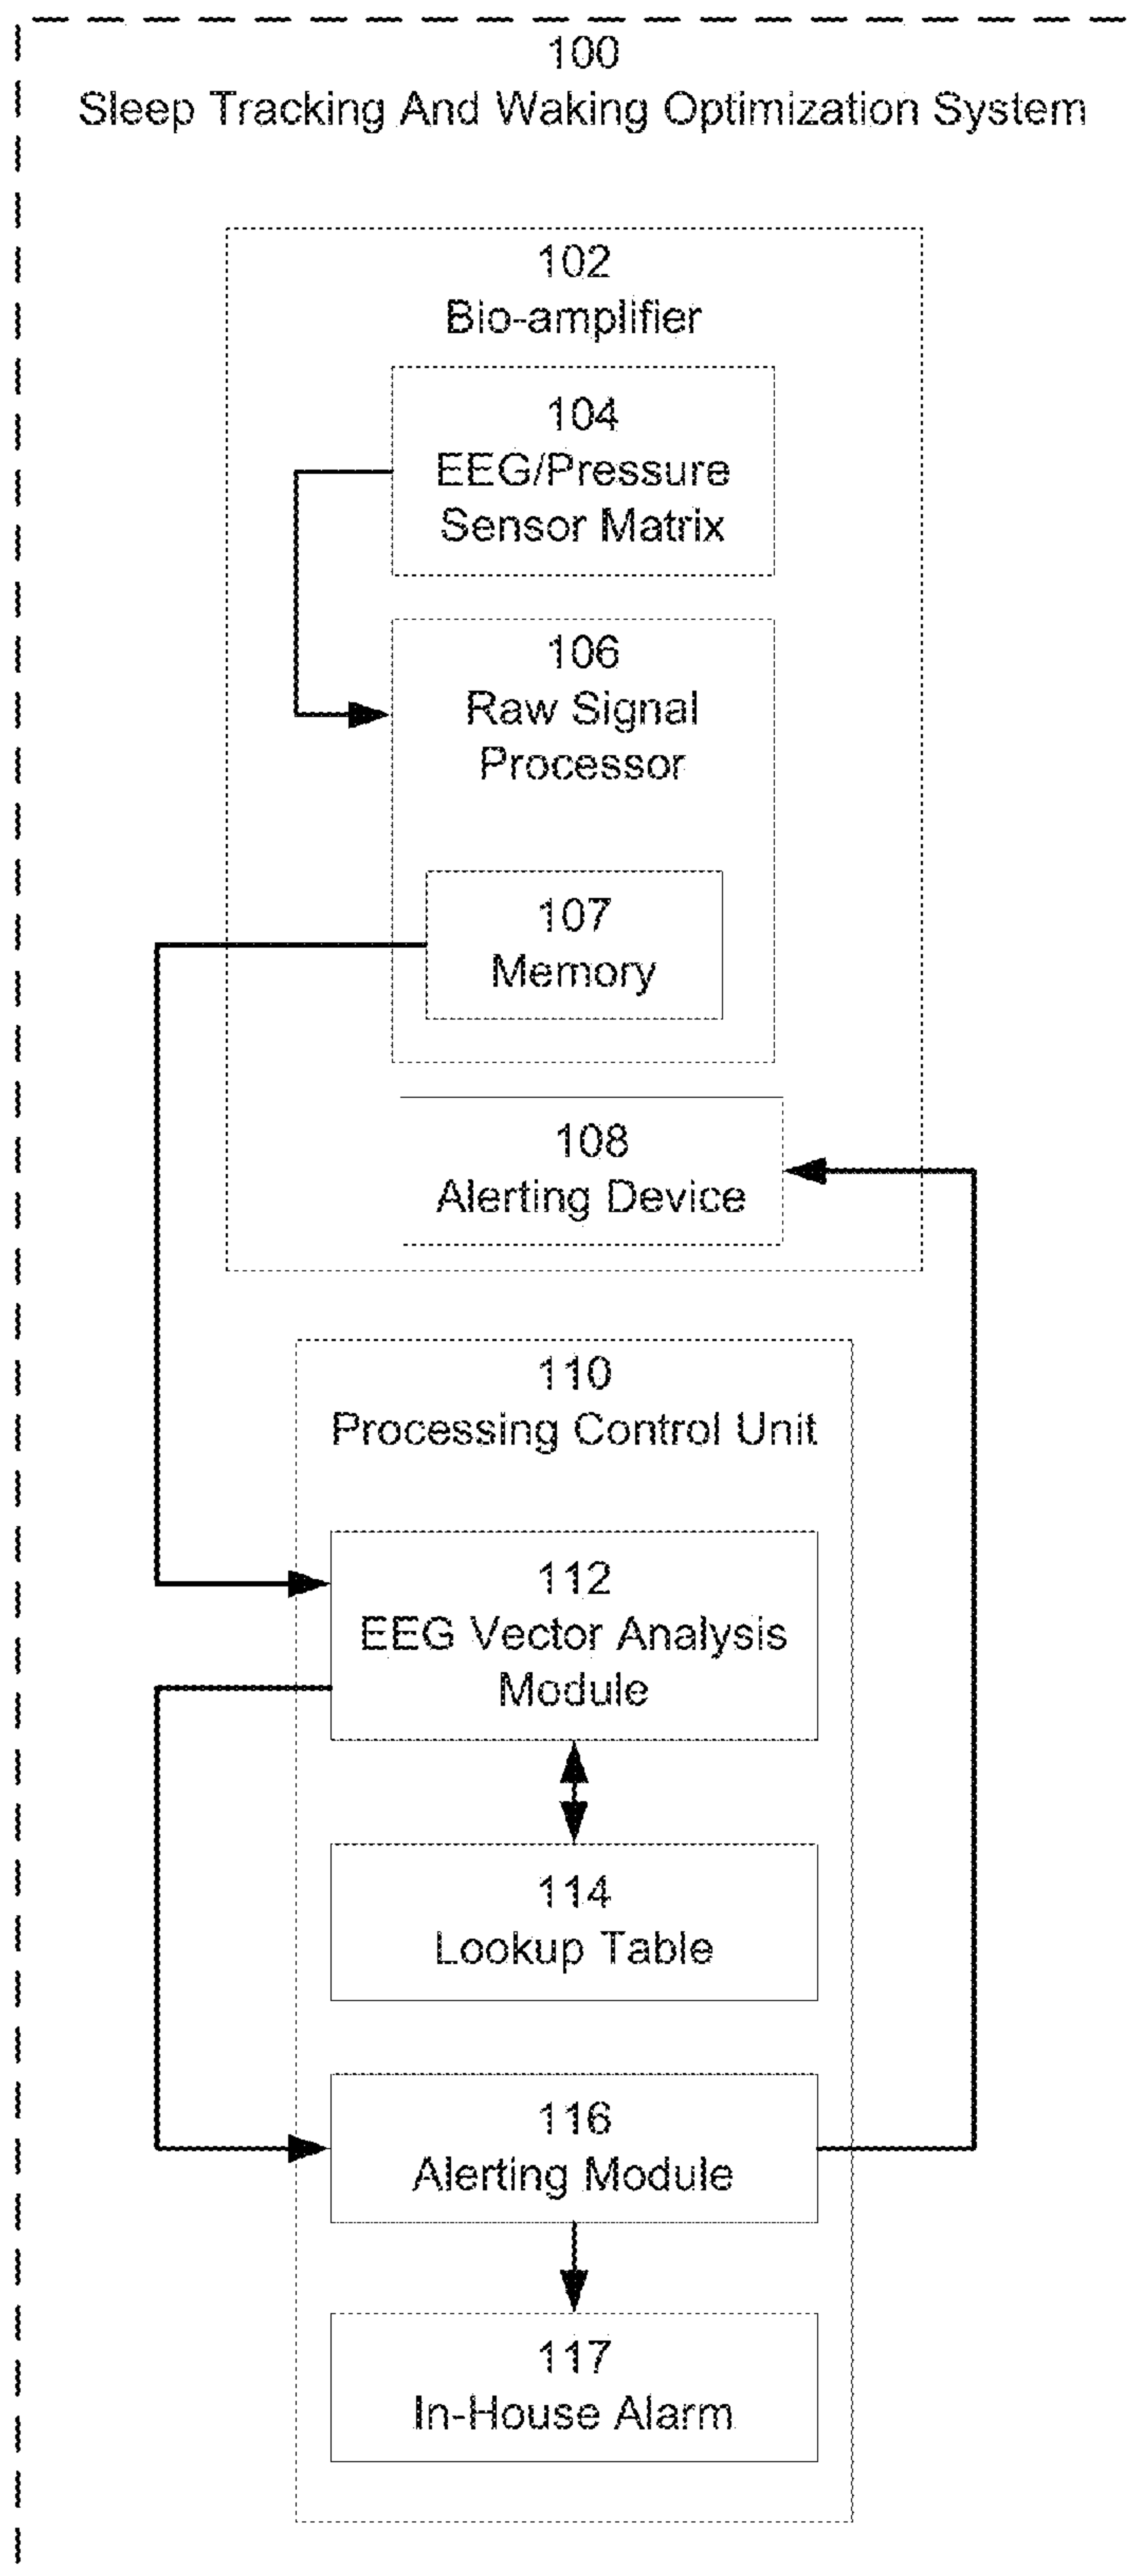 100
Sleep Tracking And Waking Optimization System
102
Bio-amplifier
104
EEG/Pressure
Sensor Matrix
106
Raw Signal
Processor
107
Memory
108
Alerting Device
110
Processing Control Unit
112
EEG Vector Analysis
Module
114
Lookup Table
116
Alerting Module
117
In-House Alarm